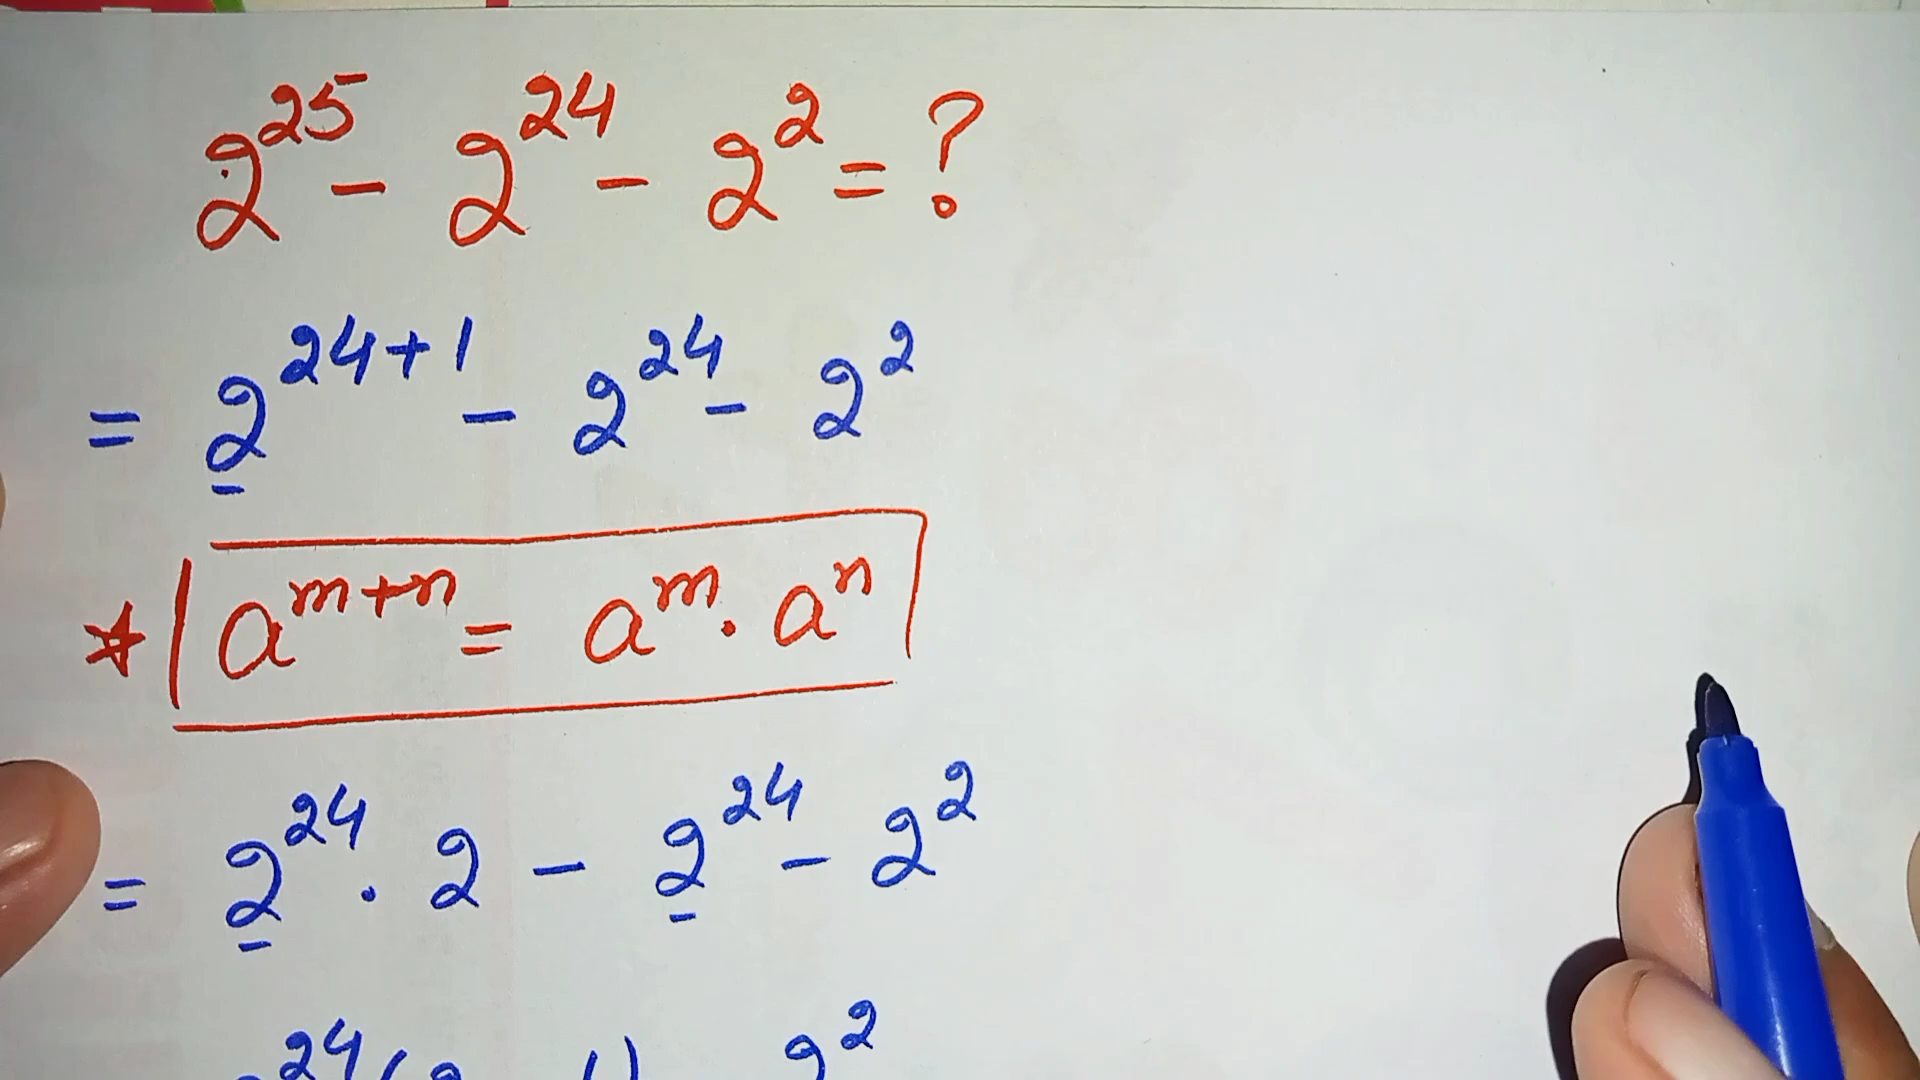 2^25 - 2^24 - 2^2 = ?
= 2^24+1 - 2^24 - 2^2
* a^m+n = a^m . a^n
= 2^24 . 2 - 2^24 - 2^2